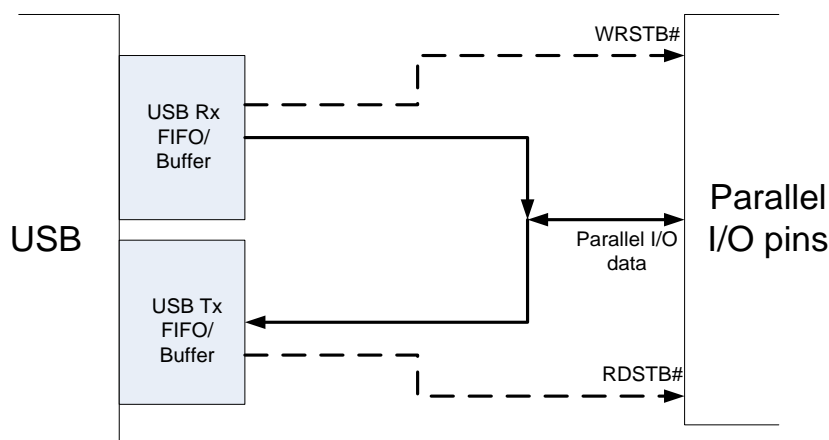 WRSTB#
USB Rx
FIFO/
Buffer
USB
Parallel I/O
data
Parallel
I/O pins
USB Tx
FIFO/
Buffer
RDSTB#